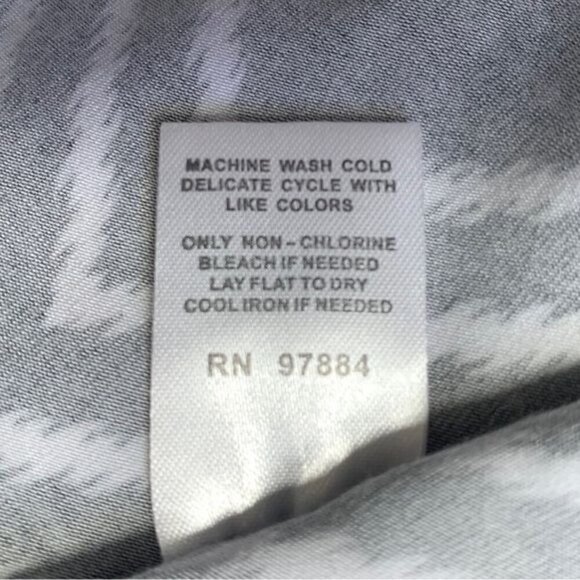 MACHINE WASH COLD
DELICATE CYCLE WITH
LIKE COLORS
ONLY NON-CHLORINE
BLEACH IF NEEDED
LAY FLAT TO DRY
COOL IRON IF NEEDED
RN 97884